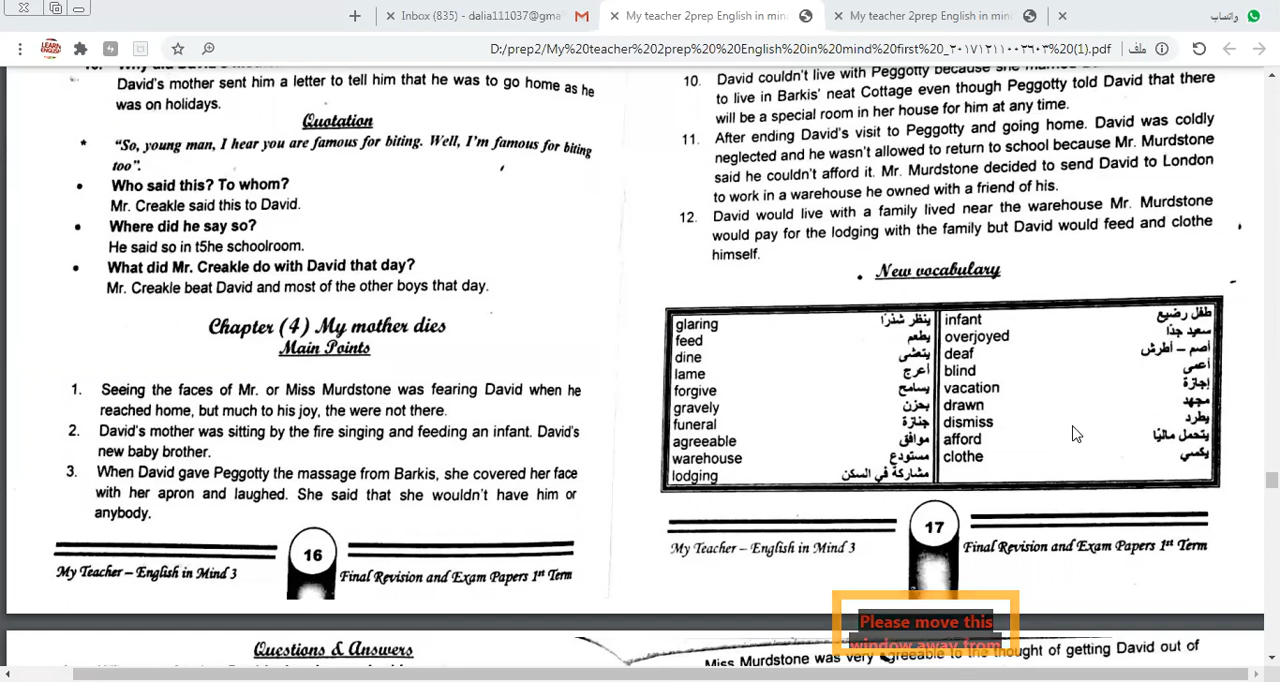 Inbox (835) - dalia111037@gma
My teacher 2prep English in min
My teacher 2prep English in min
واتساب
D:/prep2/My%20teacher%202prep%20%20English%20in%20mind%20first%20_٢٠١٧١٢١١٠٠٢٦٠٣%20(1).pdf
ملف
David's mother sent him a letter to tell him that he was to go home as he
was on holidays.
Quotation
* "So, young man, I hear you are famous for biting. Well, I'm famous for biting
too".
• Who said this? To whom?
Mr. Creakle said this to David.
• Where did he say so?
He said so in t5he schoolroom.
• What did Mr. Creakle do with David that day?
Mr. Creakle beat David and most of the other boys that day.
Chapter (4) My mother dies
Main Points
1. Seeing the faces of Mr. or Miss Murdstone was fearing David when he
reached home, but much to his joy, the were not there.
2. David's mother was sitting by the fire singing and feeding an infant. David's
new baby brother.
3. When David gave Peggotty the massage from Barkis, she covered her face
with her apron and laughed. She said that she wouldn't have him or
anybody.
16
My Teacher – English in Mind 3
Final Revision and Exam Papers 1st Term
10. David couldn't live with Peggotty because she married
to live in Barkis' neat Cottage even though Peggotty told David that there
will be a special room in her house for him at any time.
11. After ending David's visit to Peggotty and going home. David was coldly
neglected and he wasn't allowed to return to school because Mr. Murdstone
said he couldn't afford it. Mr. Murdstone decided to send David to London
to work in a warehouse he owned with a friend of his.
12. David would live with a family lived near the warehouse Mr. Murdstone
would pay for the lodging with the family but David would feed and clothe
himself.
• New vocabulary
glaring ينظر شذرًا infant طفل رضيع
feed يطعم overjoyed سعيد جدًا
dine يتعشى deaf أصم – أطرش
lame أعرج blind أعمى
forgive يسامح vacation إجازة
gravely بحزن drawn مجهد
funeral جنازة dismiss يطرد
agreeable موافق afford يتحمل ماليًا
warehouse مستودع clothe يكسي
lodging مشاركة في السكن
17
My Teacher – English in Mind 3
Final Revision and Exam Papers 1st Term
Please move this
window away from
Questions & Answers
Miss Murdstone was very agreeable to the thought of getting David out of